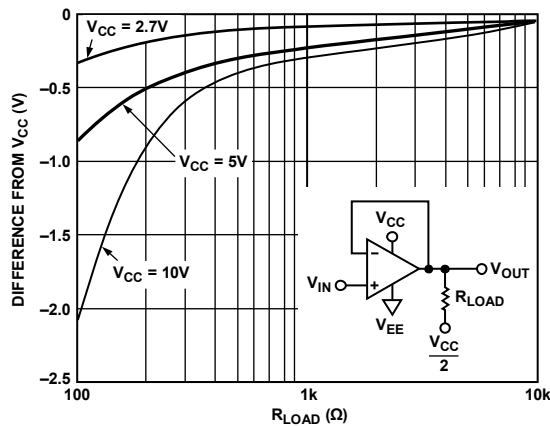 0
V_CC = 2.7V
–0.5
V_CC = 5V
–1.0
–1.5
V_CC = 10V
–2.0
–2.5
DIFFERENCE FROM V_CC (V)
100
1k
10k
R_LOAD (Ω)
V_CC
–
+
V_IN
V_OUT
V_EE
R_LOAD
V_CC
2